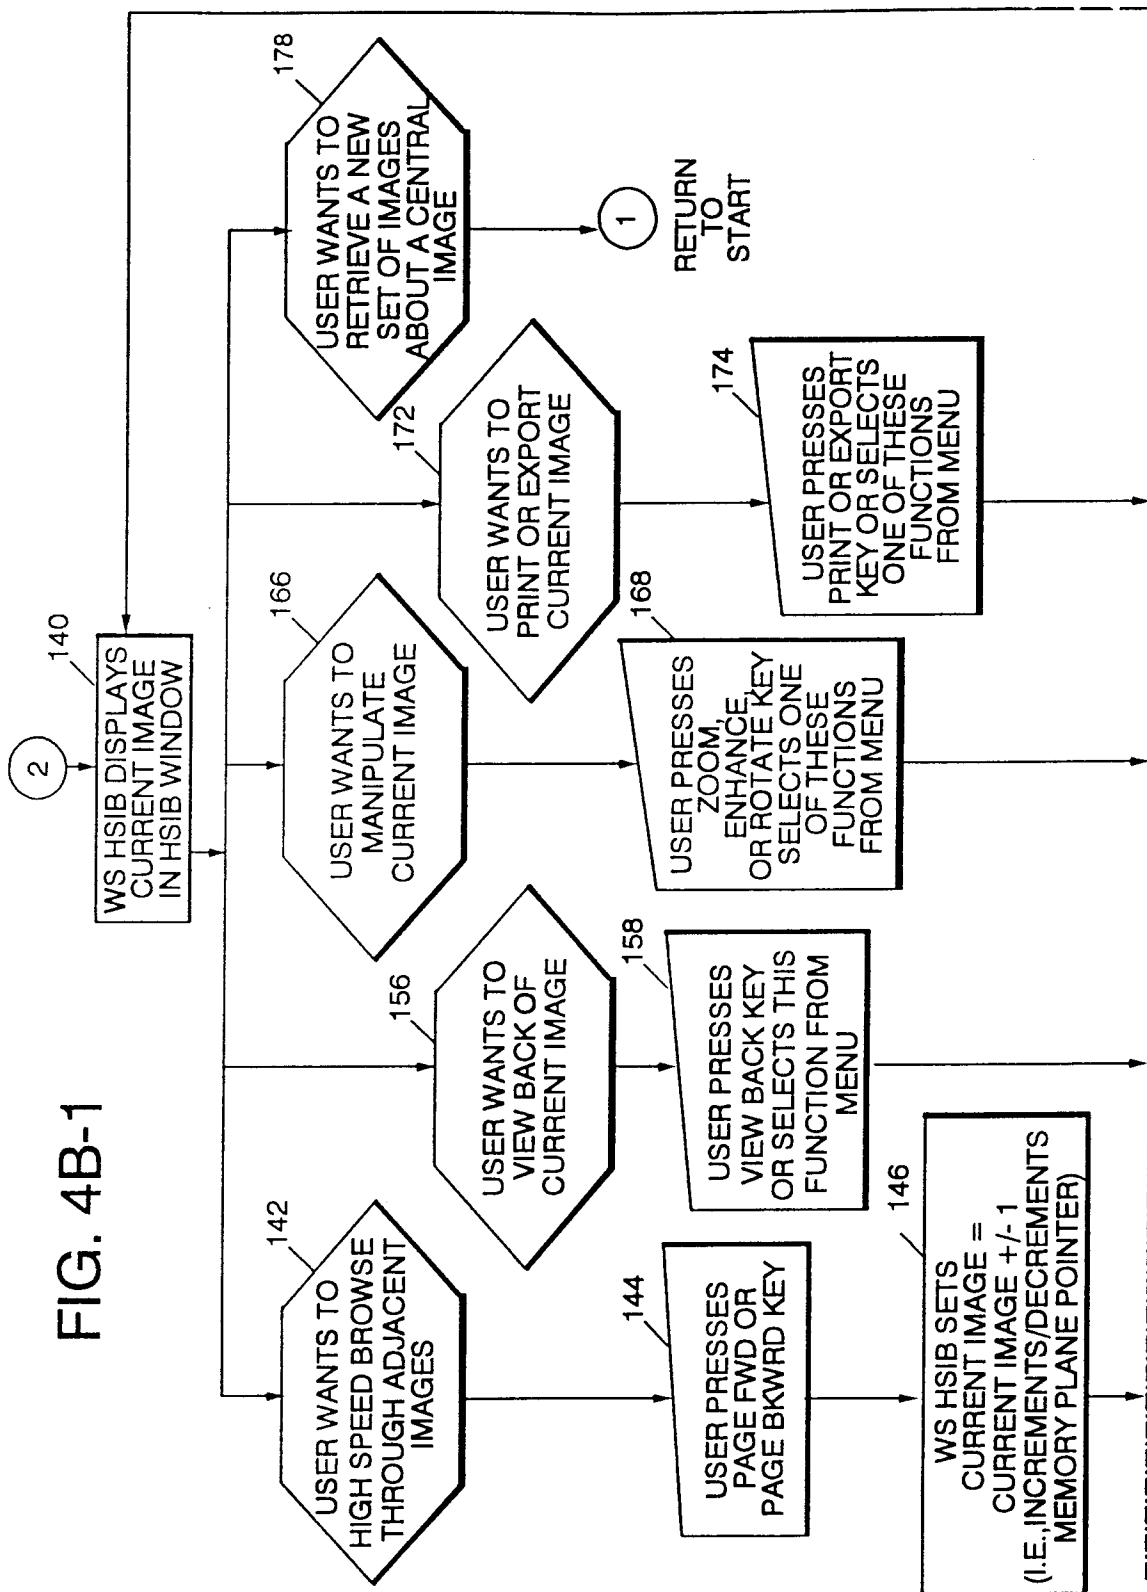 FIG. 4B-1
2
140
WS HSIB DISPLAYS
CURRENT IMAGE
IN HSIB WINDOW
142
USER WANTS TO
HIGH SPEED BROWSE
THROUGH ADJACENT
IMAGES
144
USER PRESSES
PAGE FWD OR
PAGE BKWRD KEY
146
WS HSIB SETS
CURRENT IMAGE =
CURRENT IMAGE +/- 1
(I.E.,INCREMENTS/DECREMENTS
MEMORY PLANE POINTER)
156
USER WANTS TO
VIEW BACK OF
CURRENT IMAGE
158
USER PRESSES
VIEW BACK KEY
OR SELECTS THIS
FUNCTION FROM
MENU
166
USER WANTS TO
MANIPULATE
CURRENT IMAGE
168
USER PRESSES
ZOOM,
ENHANCE,
OR ROTATE KEY
SELECTS ONE
OF THESE
FUNCTIONS
FROM MENU
172
USER WANTS TO
PRINT OR EXPORT
CURRENT IMAGE
174
USER PRESSES
PRINT OR EXPORT
KEY OR SELECTS
ONE OF THESE
FUNCTIONS
FROM MENU
178
USER WANTS TO
RETRIEVE A NEW
SET OF IMAGES
ABOUT A CENTRAL
IMAGE
1
RETURN
TO
START